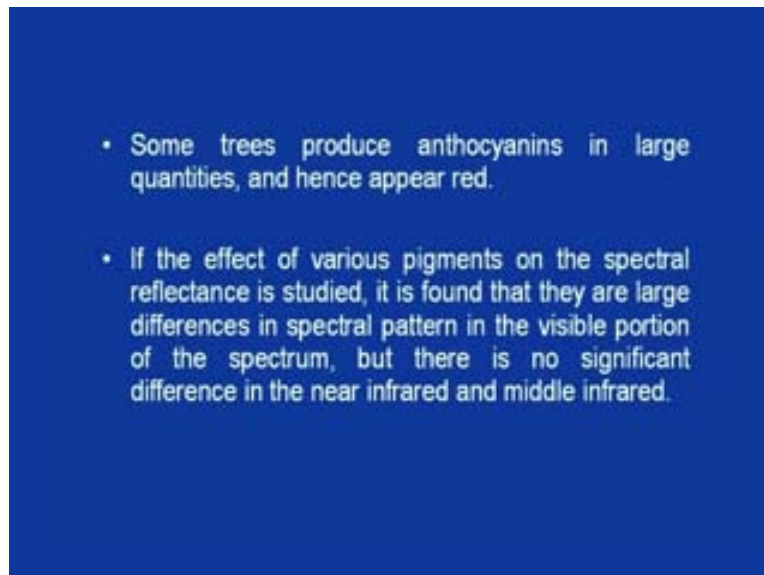 • Some trees produce anthocyanins in large
quantities, and hence appear red.
• If the effect of various pigments on the spectral
reflectance is studied, it is found that they are large
differences in spectral pattern in the visible portion
of the spectrum, but there is no significant
difference in the near infrared and middle infrared.